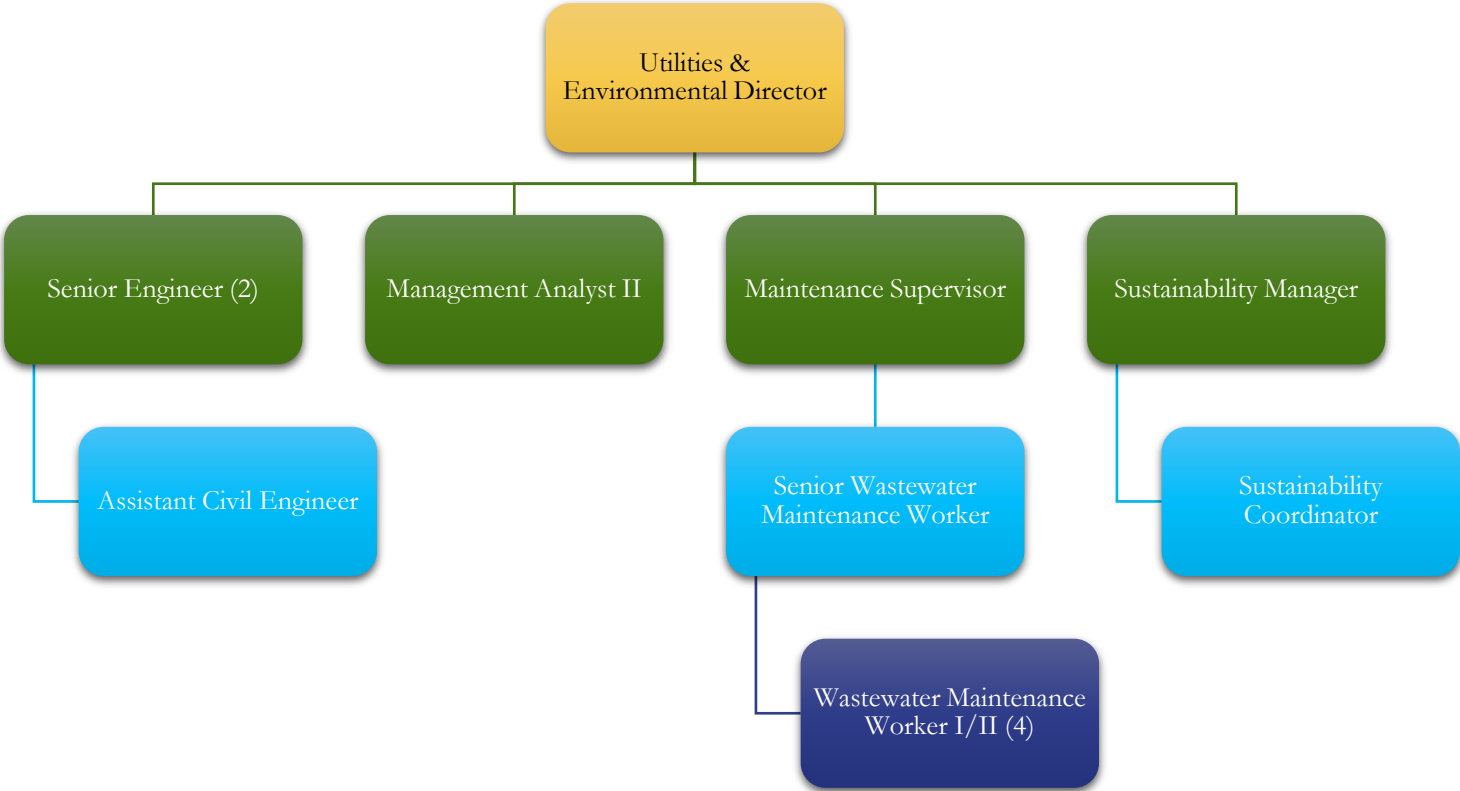 Utilities &
Environmental Director
Senior Engineer (2)
Management Analyst II
Maintenance Supervisor
Sustainability Manager
Assistant Civil Engineer
Senior Wastewater
Maintenance Worker
Sustainability
Coordinator
Wastewater Maintenance
Worker I/II (4)